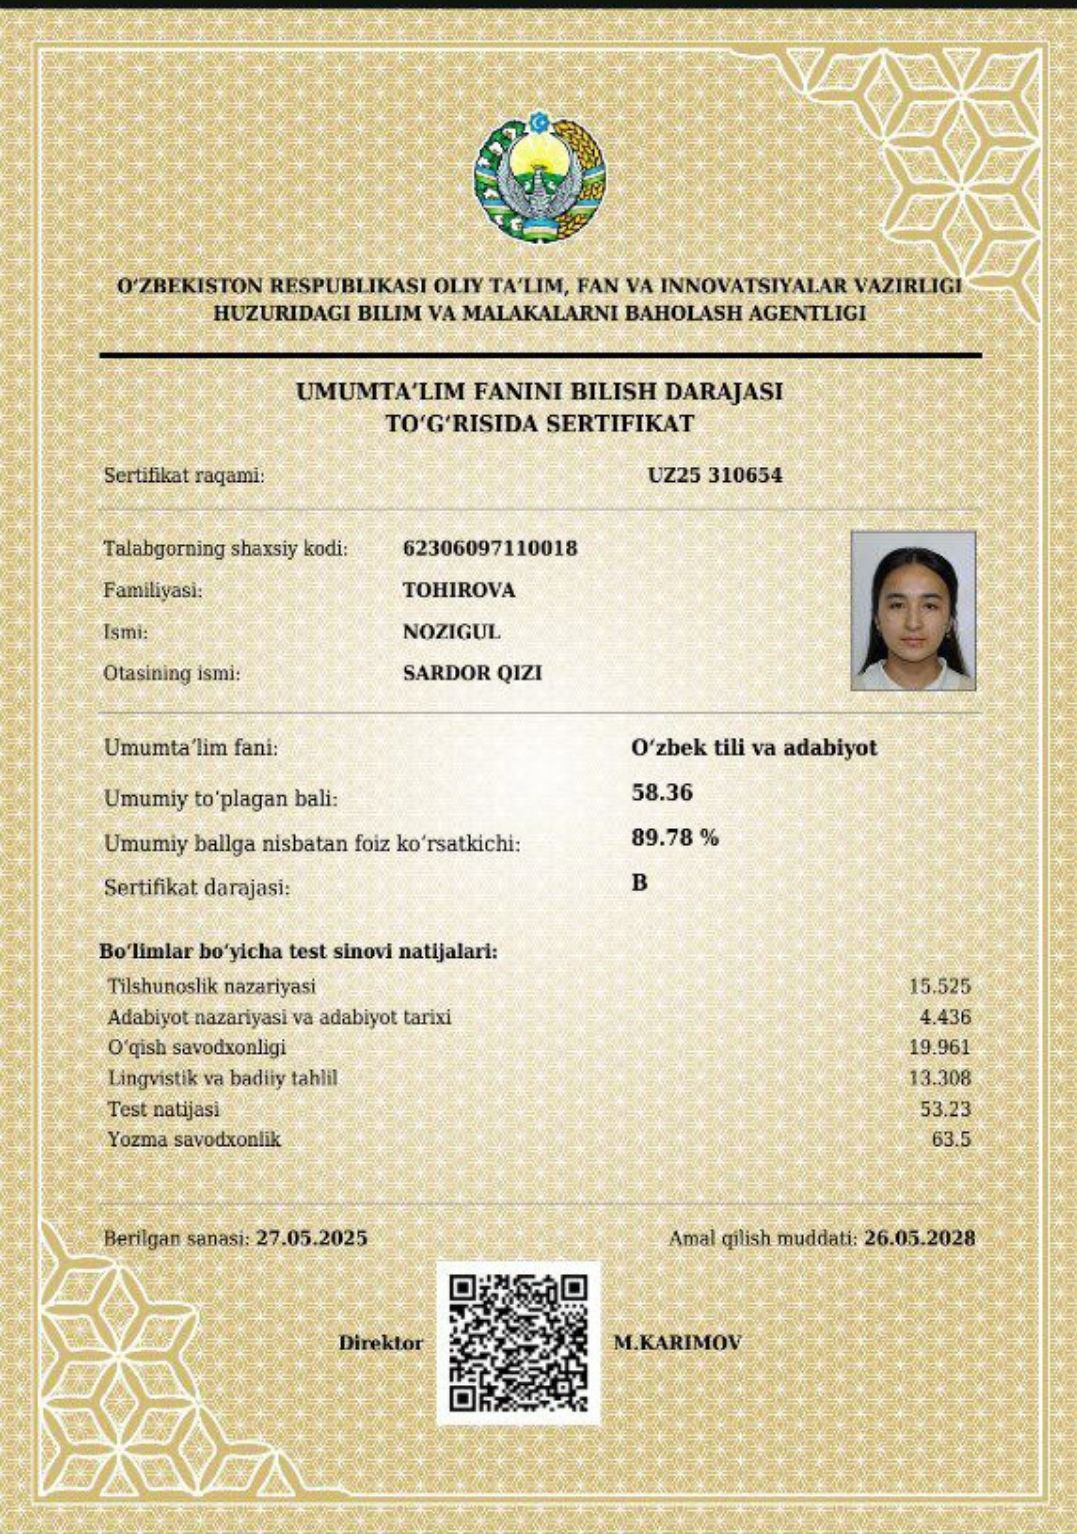 O‘ZBEKISTON RESPUBLIKASI OLIY TA’LIM, FAN VA INNOVATSIYALAR VAZIRLIGI
HUZURIDAGI BILIM VA MALAKALARNI BAHOLASH AGENTLIGI
UMUMTA’LIM FANINI BILISH DARAJASI
TO‘G‘RISIDA SERTIFIKAT
Sertifikat raqami: UZ25 310654
Talabgorning shaxsiy kodi: 62306097110018
Familiyasi: TOHIROVA
Ismi: NOZIGUL
Otasining ismi: SARDOR QIZI
Umumta’lim fani: O‘zbek tili va adabiyot
Umumiy to‘plagan bali: 58.36
Umumiy ballga nisbatan foiz ko‘rsatkichi: 89.78 %
Sertifikat darajasi: B
Bo‘limlar bo‘yicha test sinovi natijalari:
Tilshunoslik nazariyasi 15.525
Adabiyot nazariyasi va adabiyot tarixi 4.436
O‘qish savodxonligi 19.961
Lingvistik va badiiy tahlil 13.308
Test natijasi 53.23
Yozma savodxonlik 63.5
Berilgan sanasi: 27.05.2025 Amal qilish muddati: 26.05.2028
Direktor M.KARIMOV